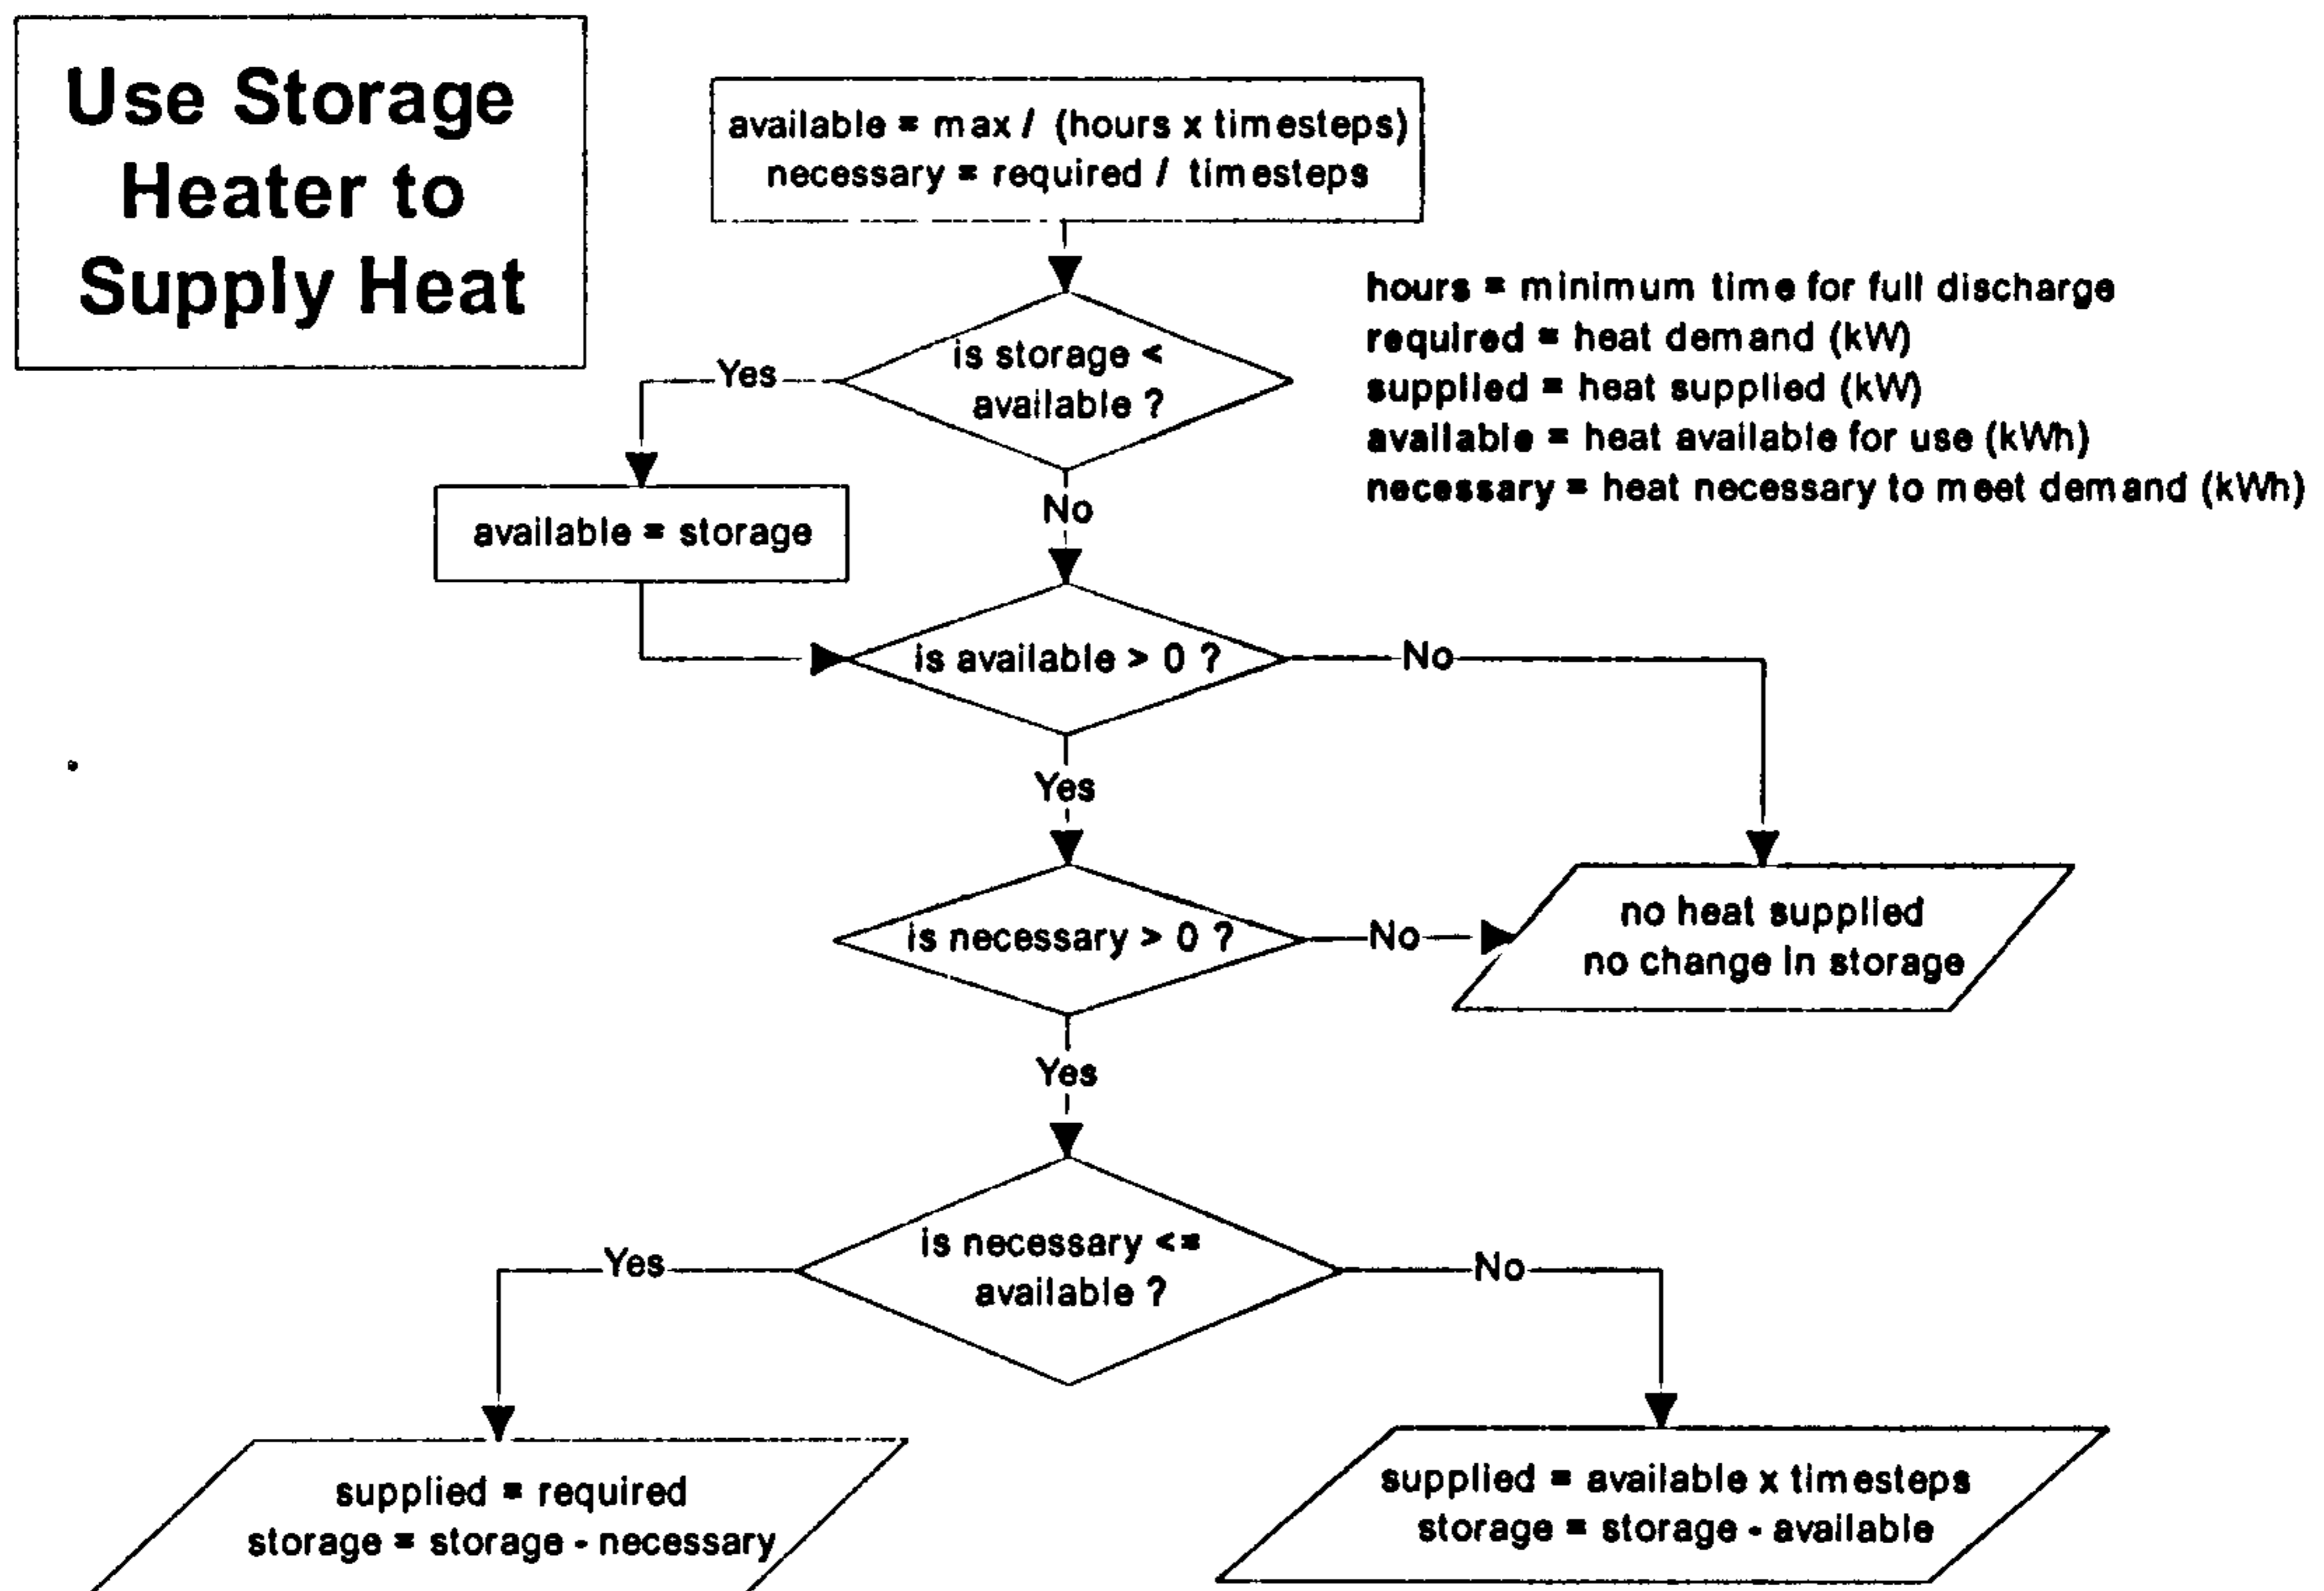 Use Storage
Heater to
Supply Heat
available = max / (hours x timesteps)
necessary = required / timesteps
hours = minimum time for full discharge
required = heat demand (kW)
supplied = heat supplied (kW)
available = heat available for use (kWh)
necessary = heat necessary to meet demand (kWh)
is storage <
available ?
Yes
No
available = storage
is available > 0 ?
No
Yes
is necessary > 0 ?
No
no heat supplied
no change in storage
Yes
is necessary <=
available ?
Yes
No
supplied = required
storage = storage - necessary
supplied = available x timesteps
storage = storage - available